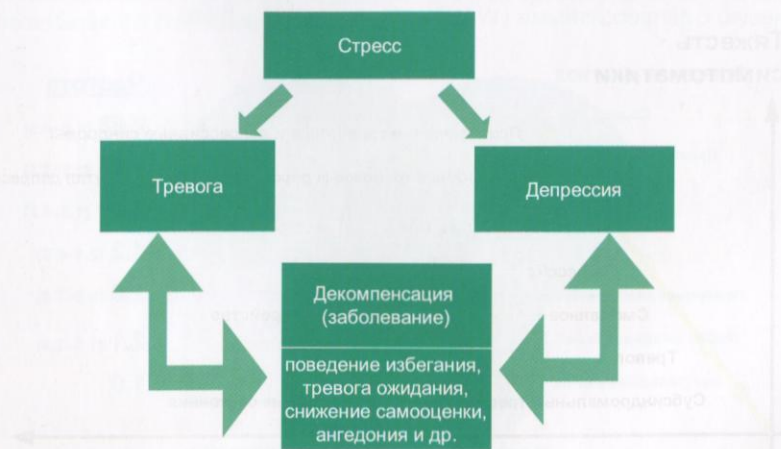 Стресс
Тревога
Депрессия
Декомпенсация
(заболевание)
поведение избегания,
тревога ожидания,
снижение самооценки,
ангедония и др.